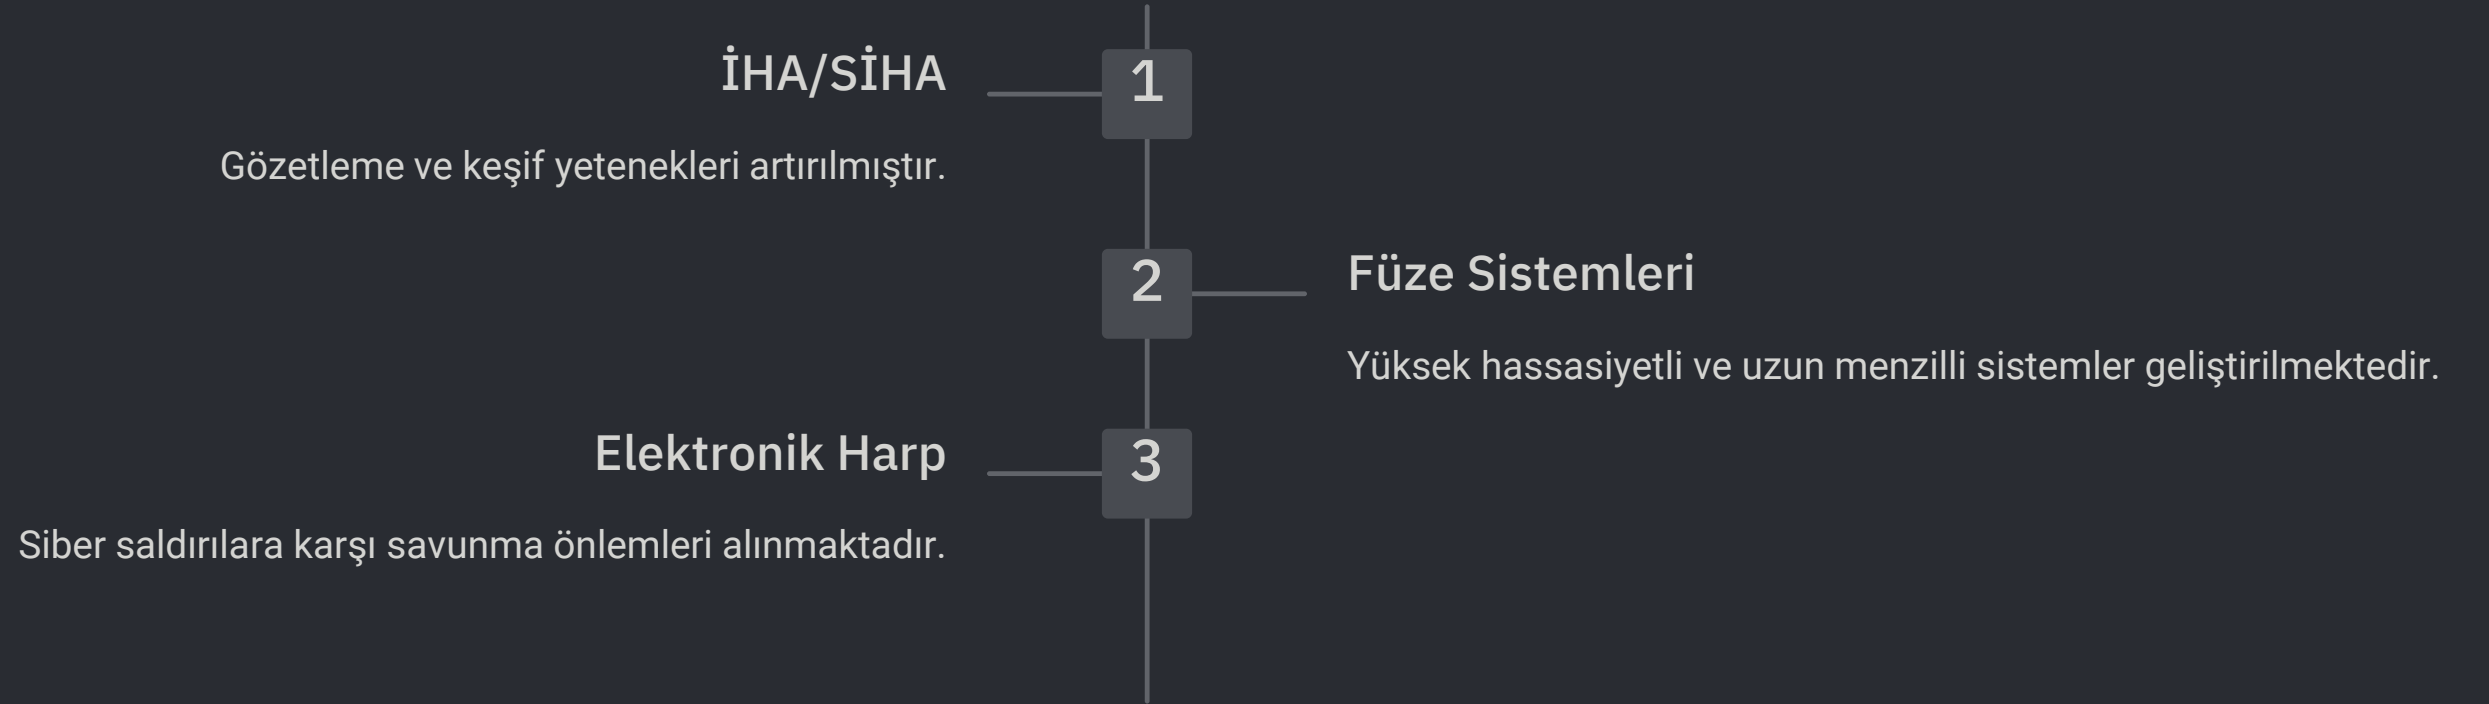 1
İHA/SİHA
Gözetleme ve keşif yetenekleri artırılmıştır.
2
Füze Sistemleri
Yüksek hassasiyetli ve uzun menzilli sistemler geliştirilmektedir.
3
Elektronik Harp
Siber saldırılara karşı savunma önlemleri alınmaktadır.